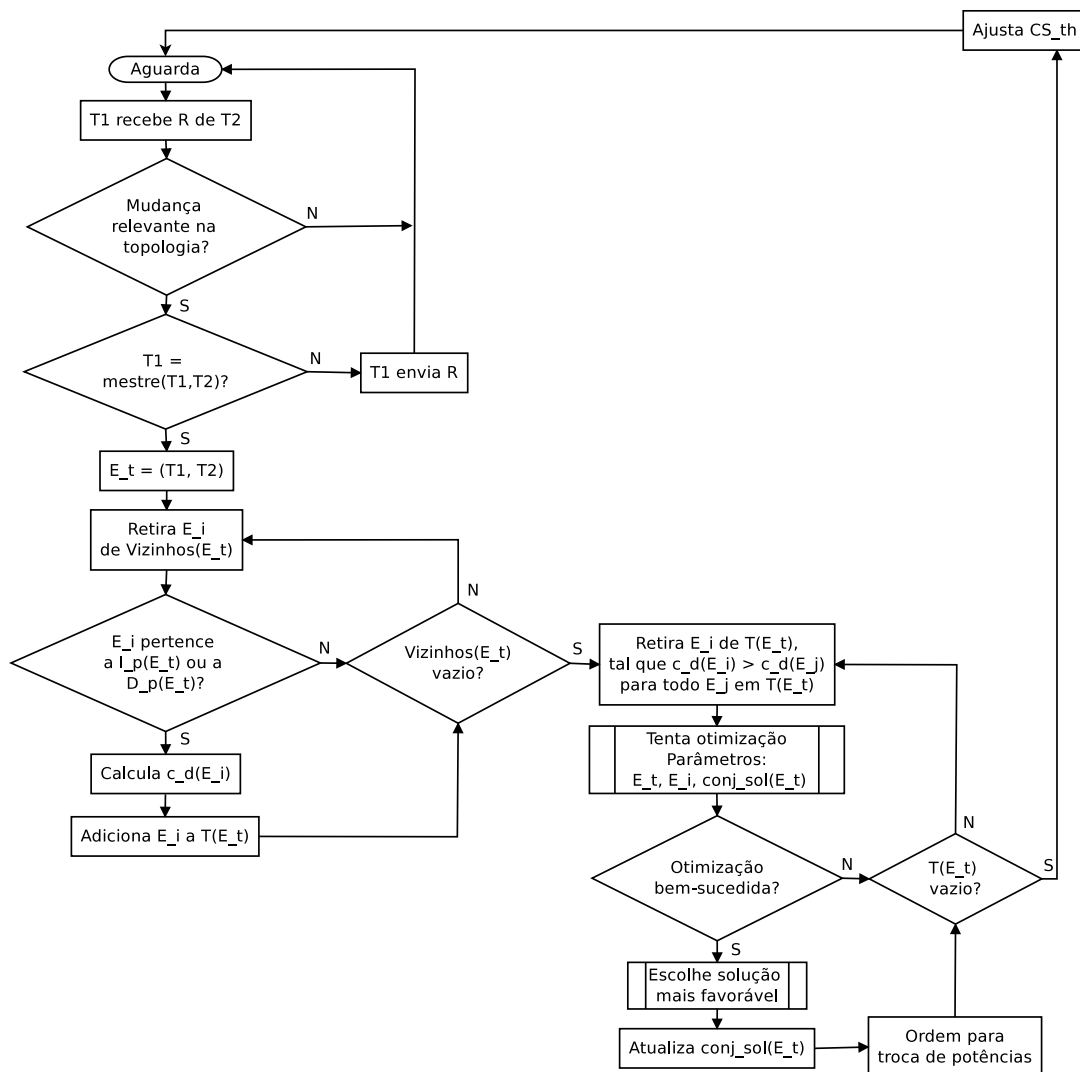 Ajusta CS_th
Aguarda
T1 recebe R de T2
Mudança
relevante na
topologia?
N
S
T1 =
mestre(T1,T2)?
N
T1 envia R
S
E_t = (T1, T2)
Retira E_i
de Vizinhos(E_t)
N
E_i pertence
a I_p(E_t) ou a
D_p(E_t)?
N
Vizinhos(E_t)
vazio?
S
S
Calcula c_d(E_i)
Adiciona E_i a T(E_t)
Retira E_i de T(E_t),
tal que c_d(E_i) > c_d(E_j)
para todo E_j em T(E_t)
Tenta otimização
Parâmetros:
E_t, E_i, conj_sol(E_t)
N
Otimização
bem-sucedida?
N
T(E_t)
vazio?
S
S
Escolhe solução
mais favorável
Atualiza conj_sol(E_t)
Ordem para
troca de potências